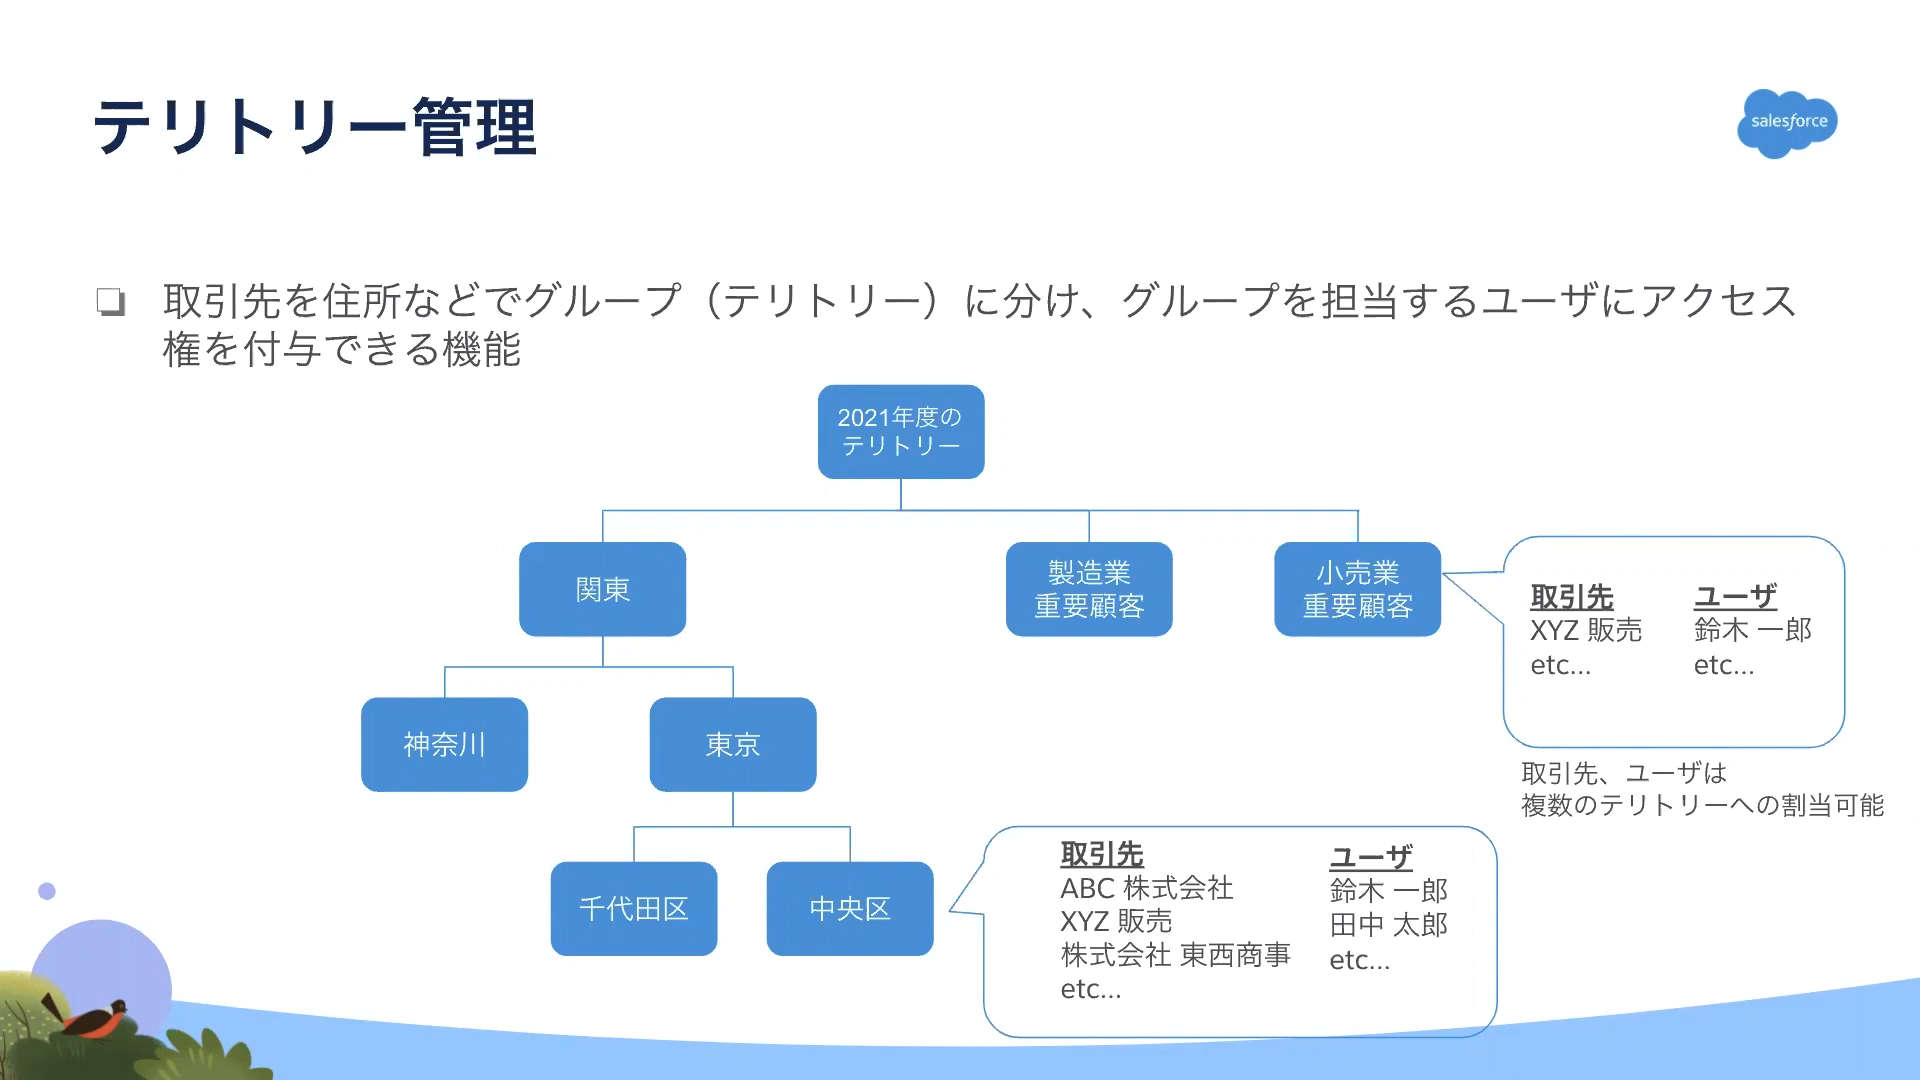 テリトリー管理
salesforce
取引先を住所などでグループ（テリトリー）に分け、グループを担当するユーザにアクセス
権を付与できる機能
2021年度の
テリトリー
関東
製造業
重要顧客
小売業
重要顧客
取引先
XYZ 販売
etc...
ユーザ
鈴木 一郎
etc...
神奈川
東京
取引先、ユーザは
複数のテリトリーへの割当可能
千代田区
中央区
取引先
ABC 株式会社
XYZ 販売
株式会社 東西商事
etc...
ユーザ
鈴木 一郎
田中 太郎
etc...